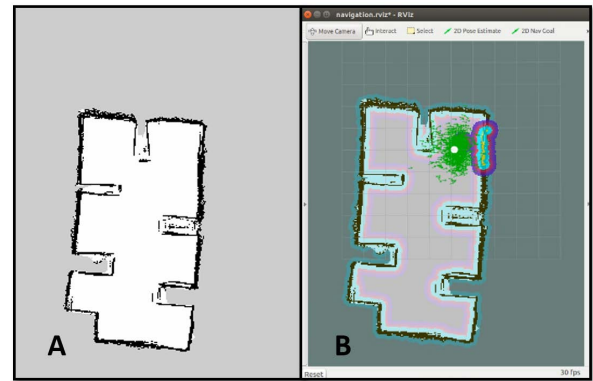 navigation.rviz* - RViz
Move Camera
Interact
Select
2D Pose Estimate
2D Nav Goal
A
B
Reset
30 fps